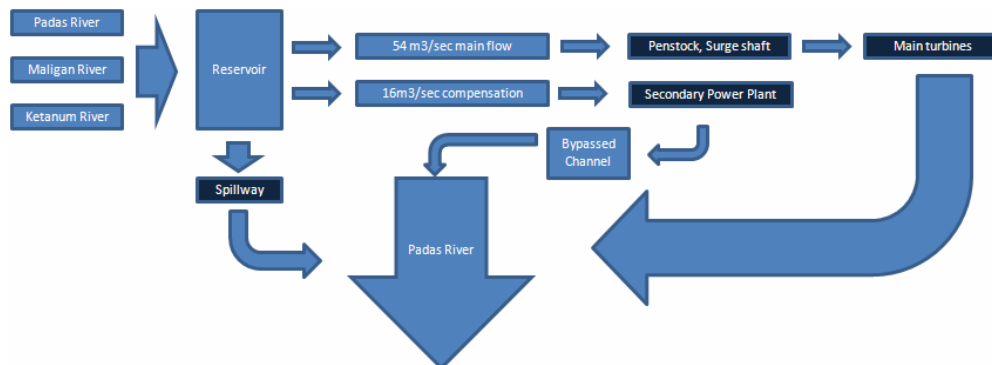 Padas River
Maligan River
Ketanum River
Reservoir
54 m3/sec main flow
Penstock, Surge shaft
Main turbines
16m3/sec compensation
Secondary Power Plant
Bypassed
Channel
Spillway
Padas River